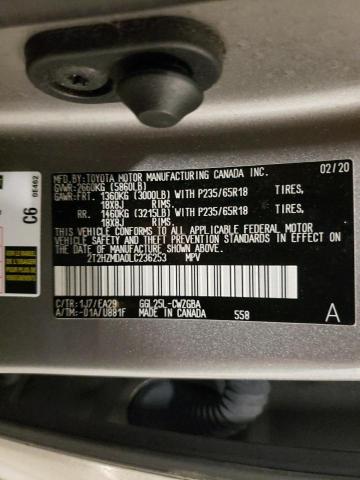 MFD.BY:TOYOTA MOTOR MANUFACTURING CANADA INC.
02/20
GVWR:2660KG (5860LB)
GAWR:FRT. 1360KG (3000LB) WITH P235/65R18 TIRES,
18X8J
RR. 1460KG (3215LB) WITH P235/65R18 TIRES,
18X8J
THIS VEHICLE CONFORMS TO ALL APPLICABLE FEDERAL MOTOR
VEHICLE SAFETY AND THEFT PREVENTION STANDARDS IN EFFECT ON THE
DATE OF MANUFACTURE SHOWN ABOVE.
2T2HZMDA0LC236253 MPV
C/TR:1J7/EA29 GGL25L-CWZGBA
A/TM:-01A/U881F MADE IN CANADA 558 A
C6
0E462